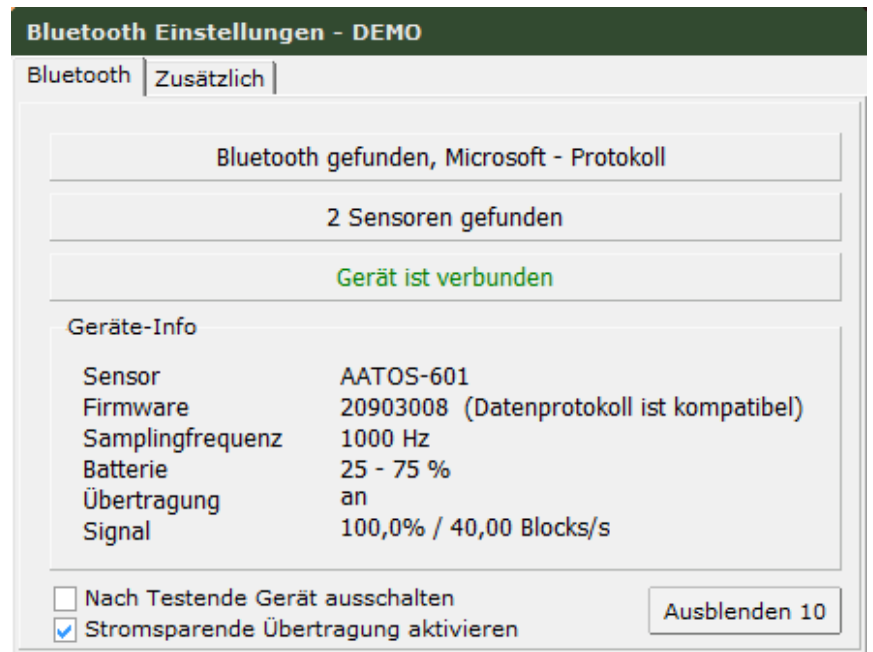 Bluetooth Einstellungen - DEMO
Bluetooth Zusätzlich
Bluetooth gefunden, Microsoft - Protokoll
2 Sensoren gefunden
Gerät ist verbunden
Geräte-Info
Sensor AATOS-601
Firmware 20903008 (Datenprotokoll ist kompatibel)
Samplingfrequenz 1000 Hz
Batterie 25 - 75 %
Übertragung an
Signal 100,0% / 40,00 Blocks/s
Nach Testende Gerät ausschalten
Stromsparende Übertragung aktivieren
Ausblenden 10